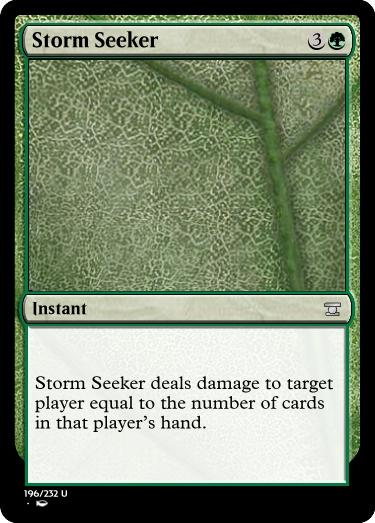 Storm Seeker 3
Instant
Storm Seeker deals damage to target
player equal to the number of cards
in that player's hand.
196/232 U